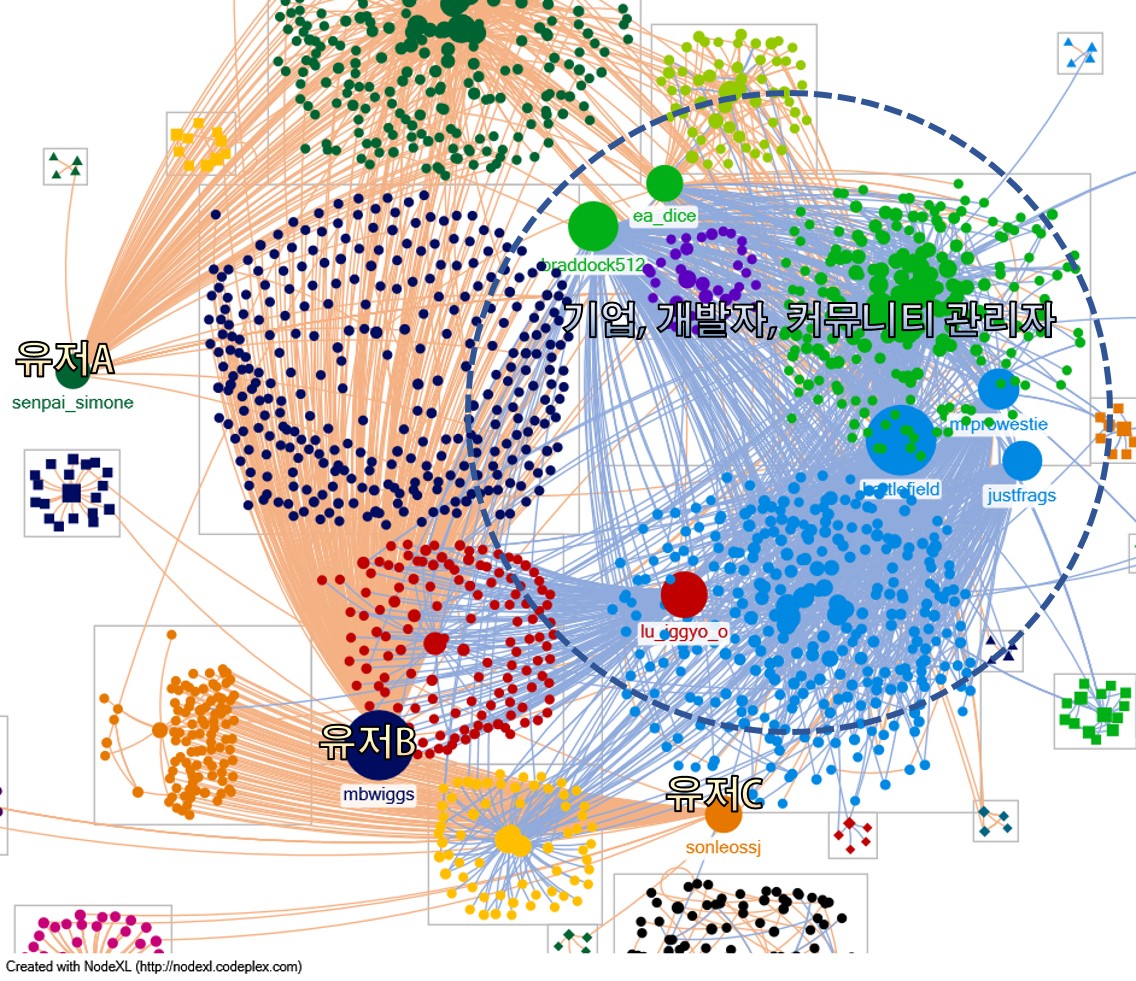 ea_dice
braddock512
기업, 개발자, 커뮤니티 관리자
유저A
senpai_simone
mrprowestie
battlefield
justfrags
lu_iggyo_o
유저B
mbwiggs
유저C
sonleossj
Created with NodeXL (http://nodexl.codeplex.com)